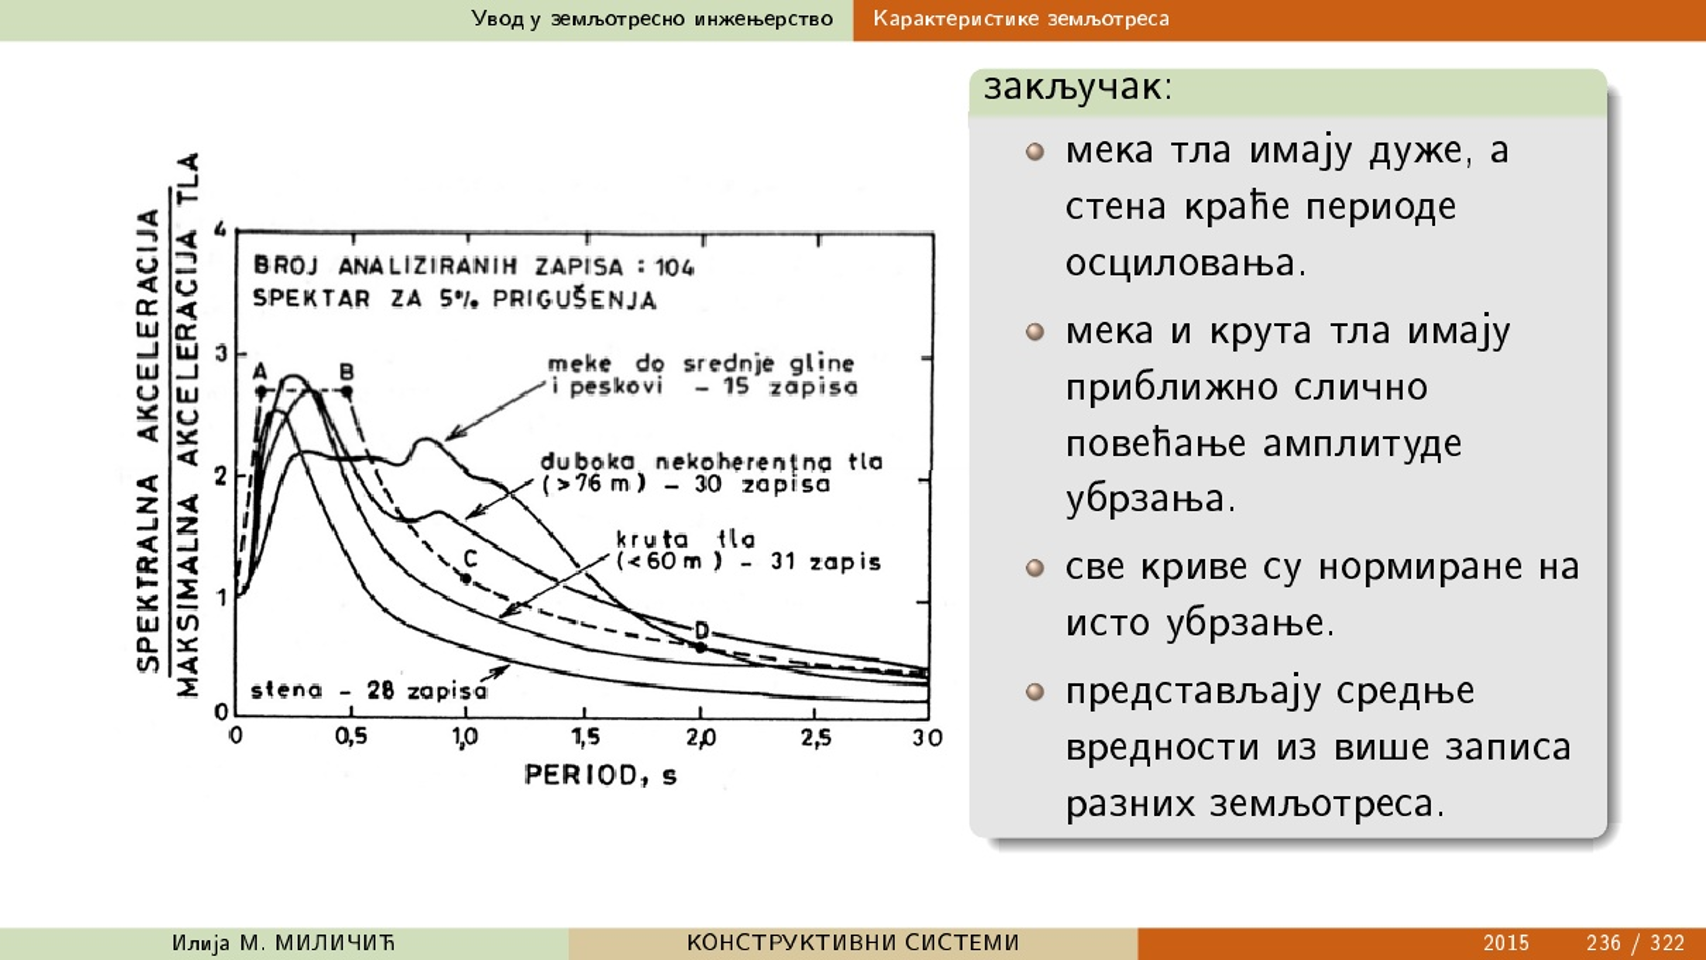 Увод у земљотресно инжењерство
Карактеристике земљотреса
SPEKTRALNA AKCELERACIJA
MAKSIMALNA AKCELERACIJA TLA
4
3
2
1
0
BROJ ANALIZIRANIH ZAPISA : 104
SPEKTAR ZA 5% PRIGUŠENJA
A
B
meke do srednje gline
i peskovi – 15 zapisa
duboka nekoherentna tla
(>76 m) – 30 zapisa
kruta tla
(<60 m) – 31 zapis
C
D
stena – 28 zapisa
0 0,5 1,0 1,5 2,0 2,5 30
PERIOD, s
закључак:
мека тла имају дуже, а
стена краће периоде
осциловања.
мека и крута тла имају
приближно слично
повећање амплитуде
убрзања.
све криве су нормиране на
исто убрзање.
представљају средње
вредности из више записа
разних земљотреса.
Илија М. МИЛИЧИЋ
КОНСТРУКТИВНИ СИСТЕМИ
2015 236 / 322